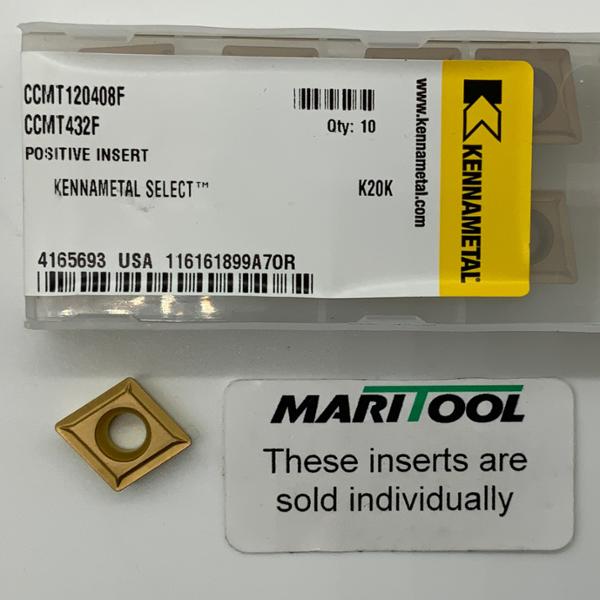 CCMT120408F
CCMT432F
Qty: 10
POSITIVE INSERT
KENNAMETAL SELECT™
K20K
4165693 USA 116161899A70R
www.kennametal.com
KENNAMETAL
MARITOOL
These inserts are
sold individually